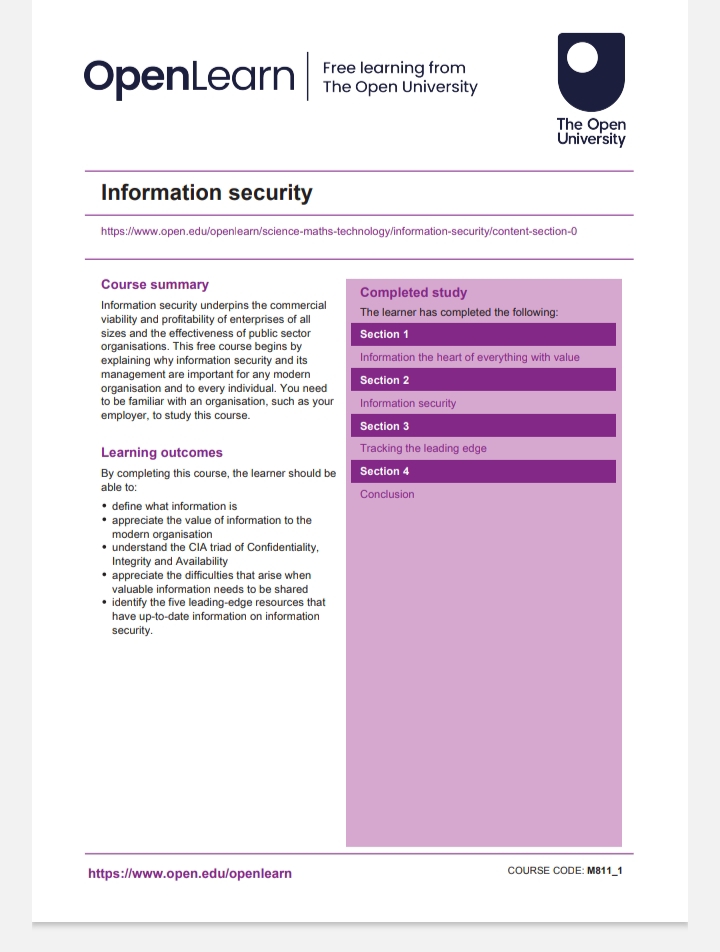 OpenLearn
Free learning from
The Open University
The Open
University
Information security
https://www.open.edu/openlearn/science-maths-technology/information-security/content-section-0
Course summary
Information security underpins the commercial
viability and profitability of enterprises of all
sizes and the effectiveness of public sector
organisations. This free course begins by
explaining why information security and its
management are important for any modern
organisation and to every individual. You need
to be familiar with an organisation, such as your
employer, to study this course.
Learning outcomes
By completing this course, the learner should be
able to:
• define what information is
• appreciate the value of information to the
modern organisation
• understand the CIA triad of Confidentiality,
Integrity and Availability
• appreciate the difficulties that arise when
valuable information needs to be shared
• identify the five leading-edge resources that
have up-to-date information on information
security.
Completed study
The learner has completed the following:
Section 1
Information the heart of everything with value
Section 2
Information security
Section 3
Tracking the leading edge
Section 4
Conclusion
https://www.open.edu/openlearn
COURSE CODE: M811_1